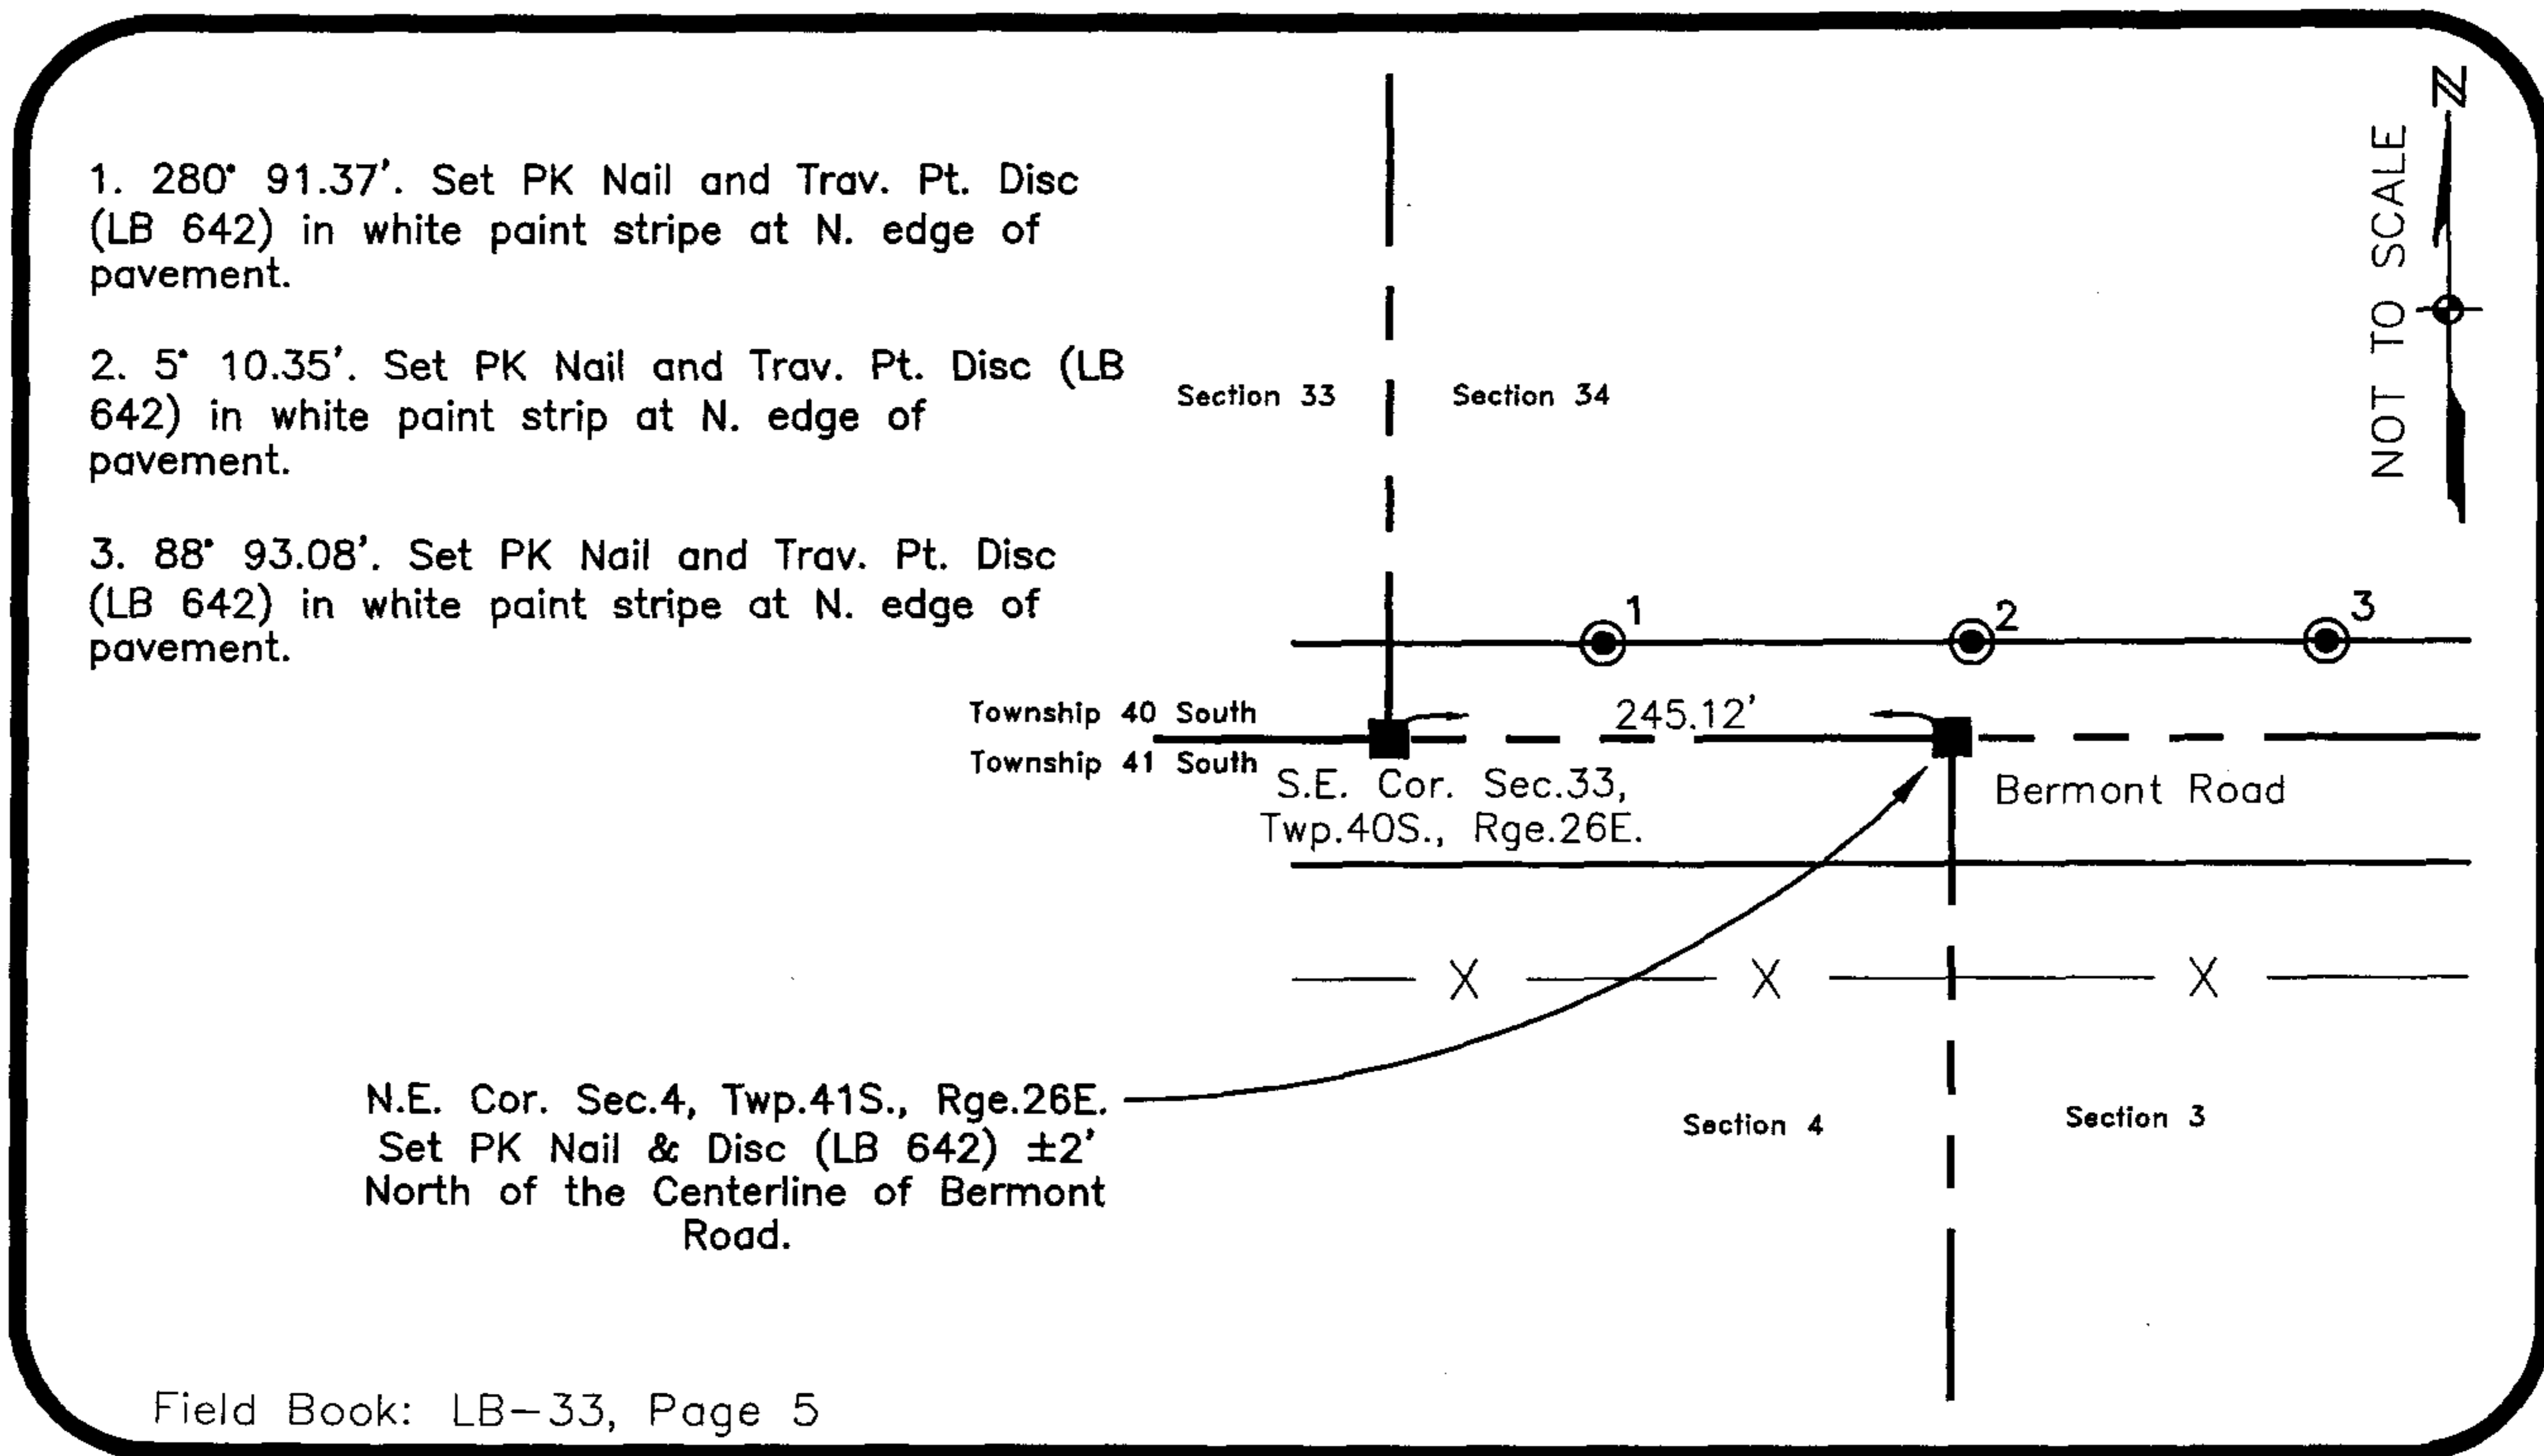 1. 280° 91.37'. Set PK Nail and Trav. Pt. Disc
(LB 642) in white paint stripe at N. edge of
pavement.
2. 5° 10.35'. Set PK Nail and Trav. Pt. Disc (LB
642) in white paint strip at N. edge of
pavement.
3. 88° 93.08'. Set PK Nail and Trav. Pt. Disc
(LB 642) in white paint stripe at N. edge of
pavement.
N
NOT TO SCALE
Section 33
Section 34
1
2
3
Township 40 South
245.12'
Township 41 South
S.E. Cor. Sec.33,
Twp.40S., Rge.26E.
Bermont Road
X X X
N.E. Cor. Sec.4, Twp.41S., Rge.26E.
Set PK Nail & Disc (LB 642) ±2'
North of the Centerline of Bermont
Road.
Section 4
Section 3
Field Book: LB-33, Page 5